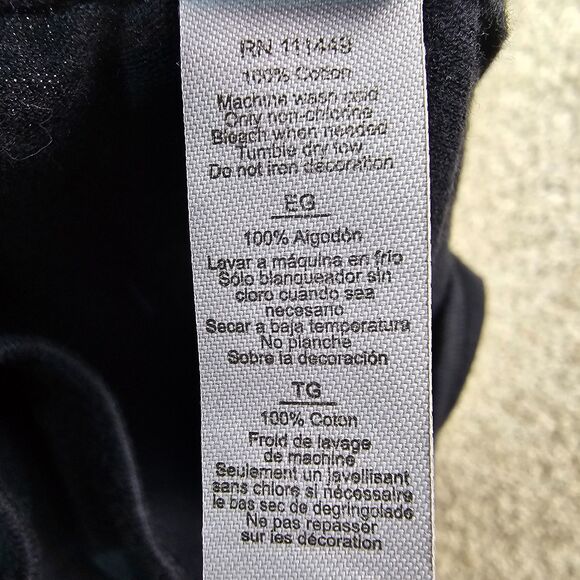 RN 111449
100% Cotton
Machine wash cold
Only non-chlorine
Bleach when needed
Tumble dry low
Do not iron decoration
EG
100% Algodón
Lavar a máquina en frio
Sólo blanqueador sin
cloro cuando sea
necesano
Secar a baja temperatura
No planche
Sobre la decoración
TG
100% Coton
Froid de lavage
de machine
Seulement un javellisant
sans chlore si nécessaire
le bas sec de degringolade
Ne pas repasser
sur les décoration